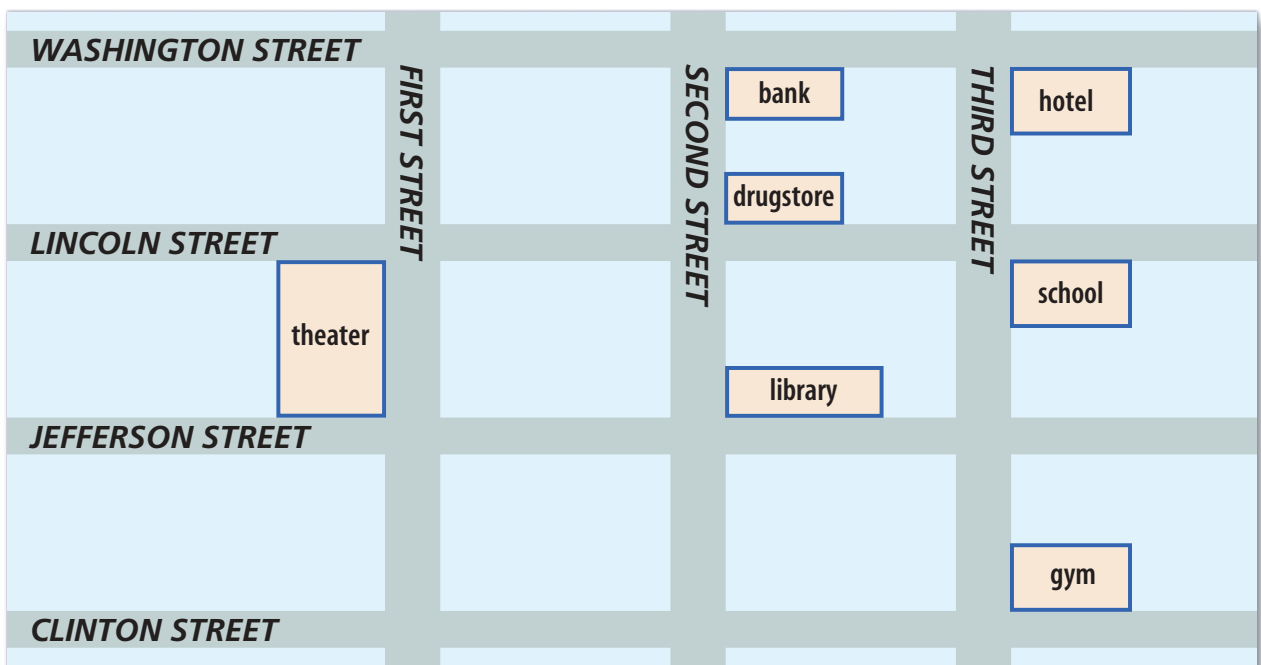 WASHINGTON STREET
FIRST STREET
SECOND STREET
bank
THIRD STREET
hotel
drugstore
LINCOLN STREET
theater
school
library
JEFFERSON STREET
gym
CLINTON STREET